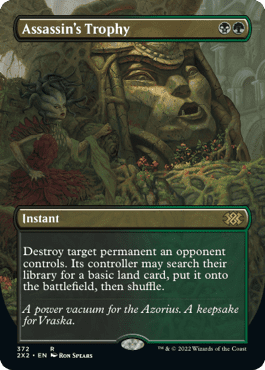 Assassin's Trophy
Instant
Destroy target permanent an opponent
controls. Its controller may search their
library for a basic land card, put it onto
the battlefield, then shuffle.
A power vacuum for the Azorius. A keepsake
for Vraska.
372 R
2X2 • EN RON SPEARS
™ & © 2022 Wizards of the Coast